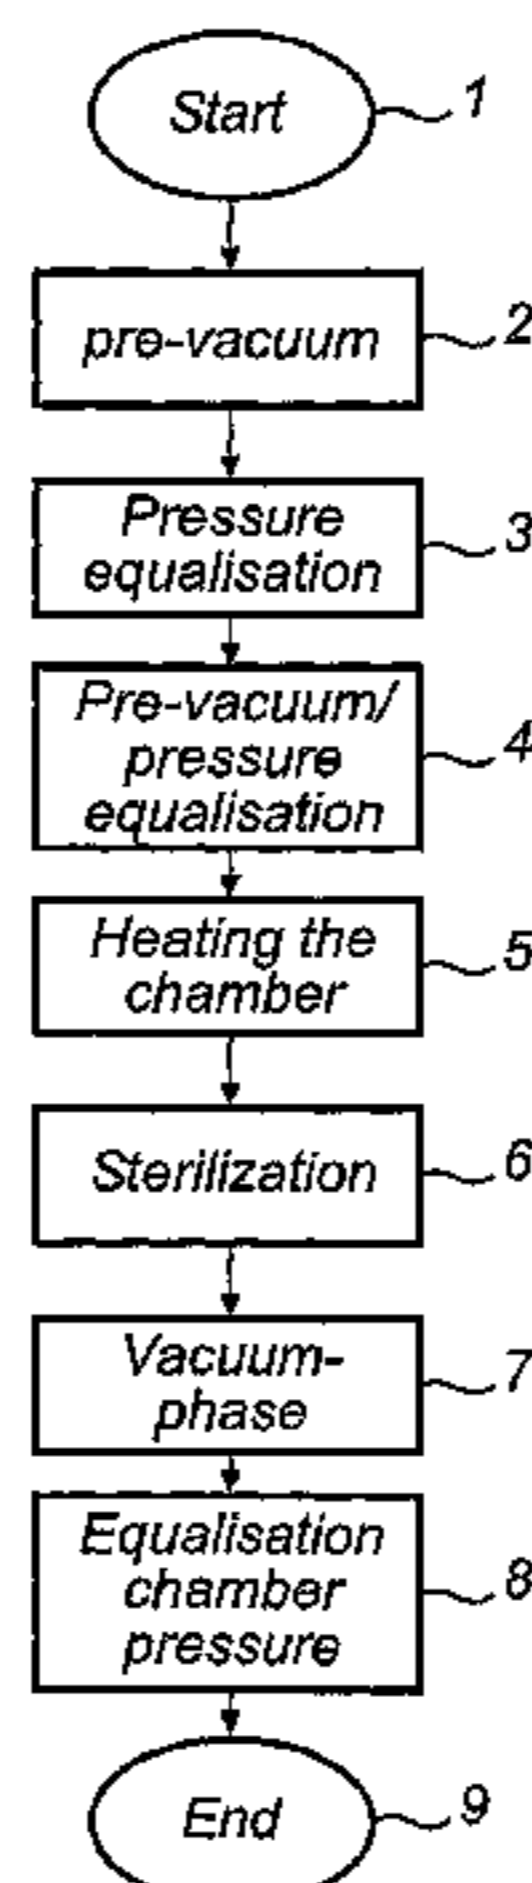 Start
1
pre-vacuum
2
Pressure
equalisation
3
Pre-vacuum/
pressure
equalisation
4
Heating the
chamber
5
Sterilization
6
Vacuum-
phase
7
Equalisation
chamber
pressure
8
End
9